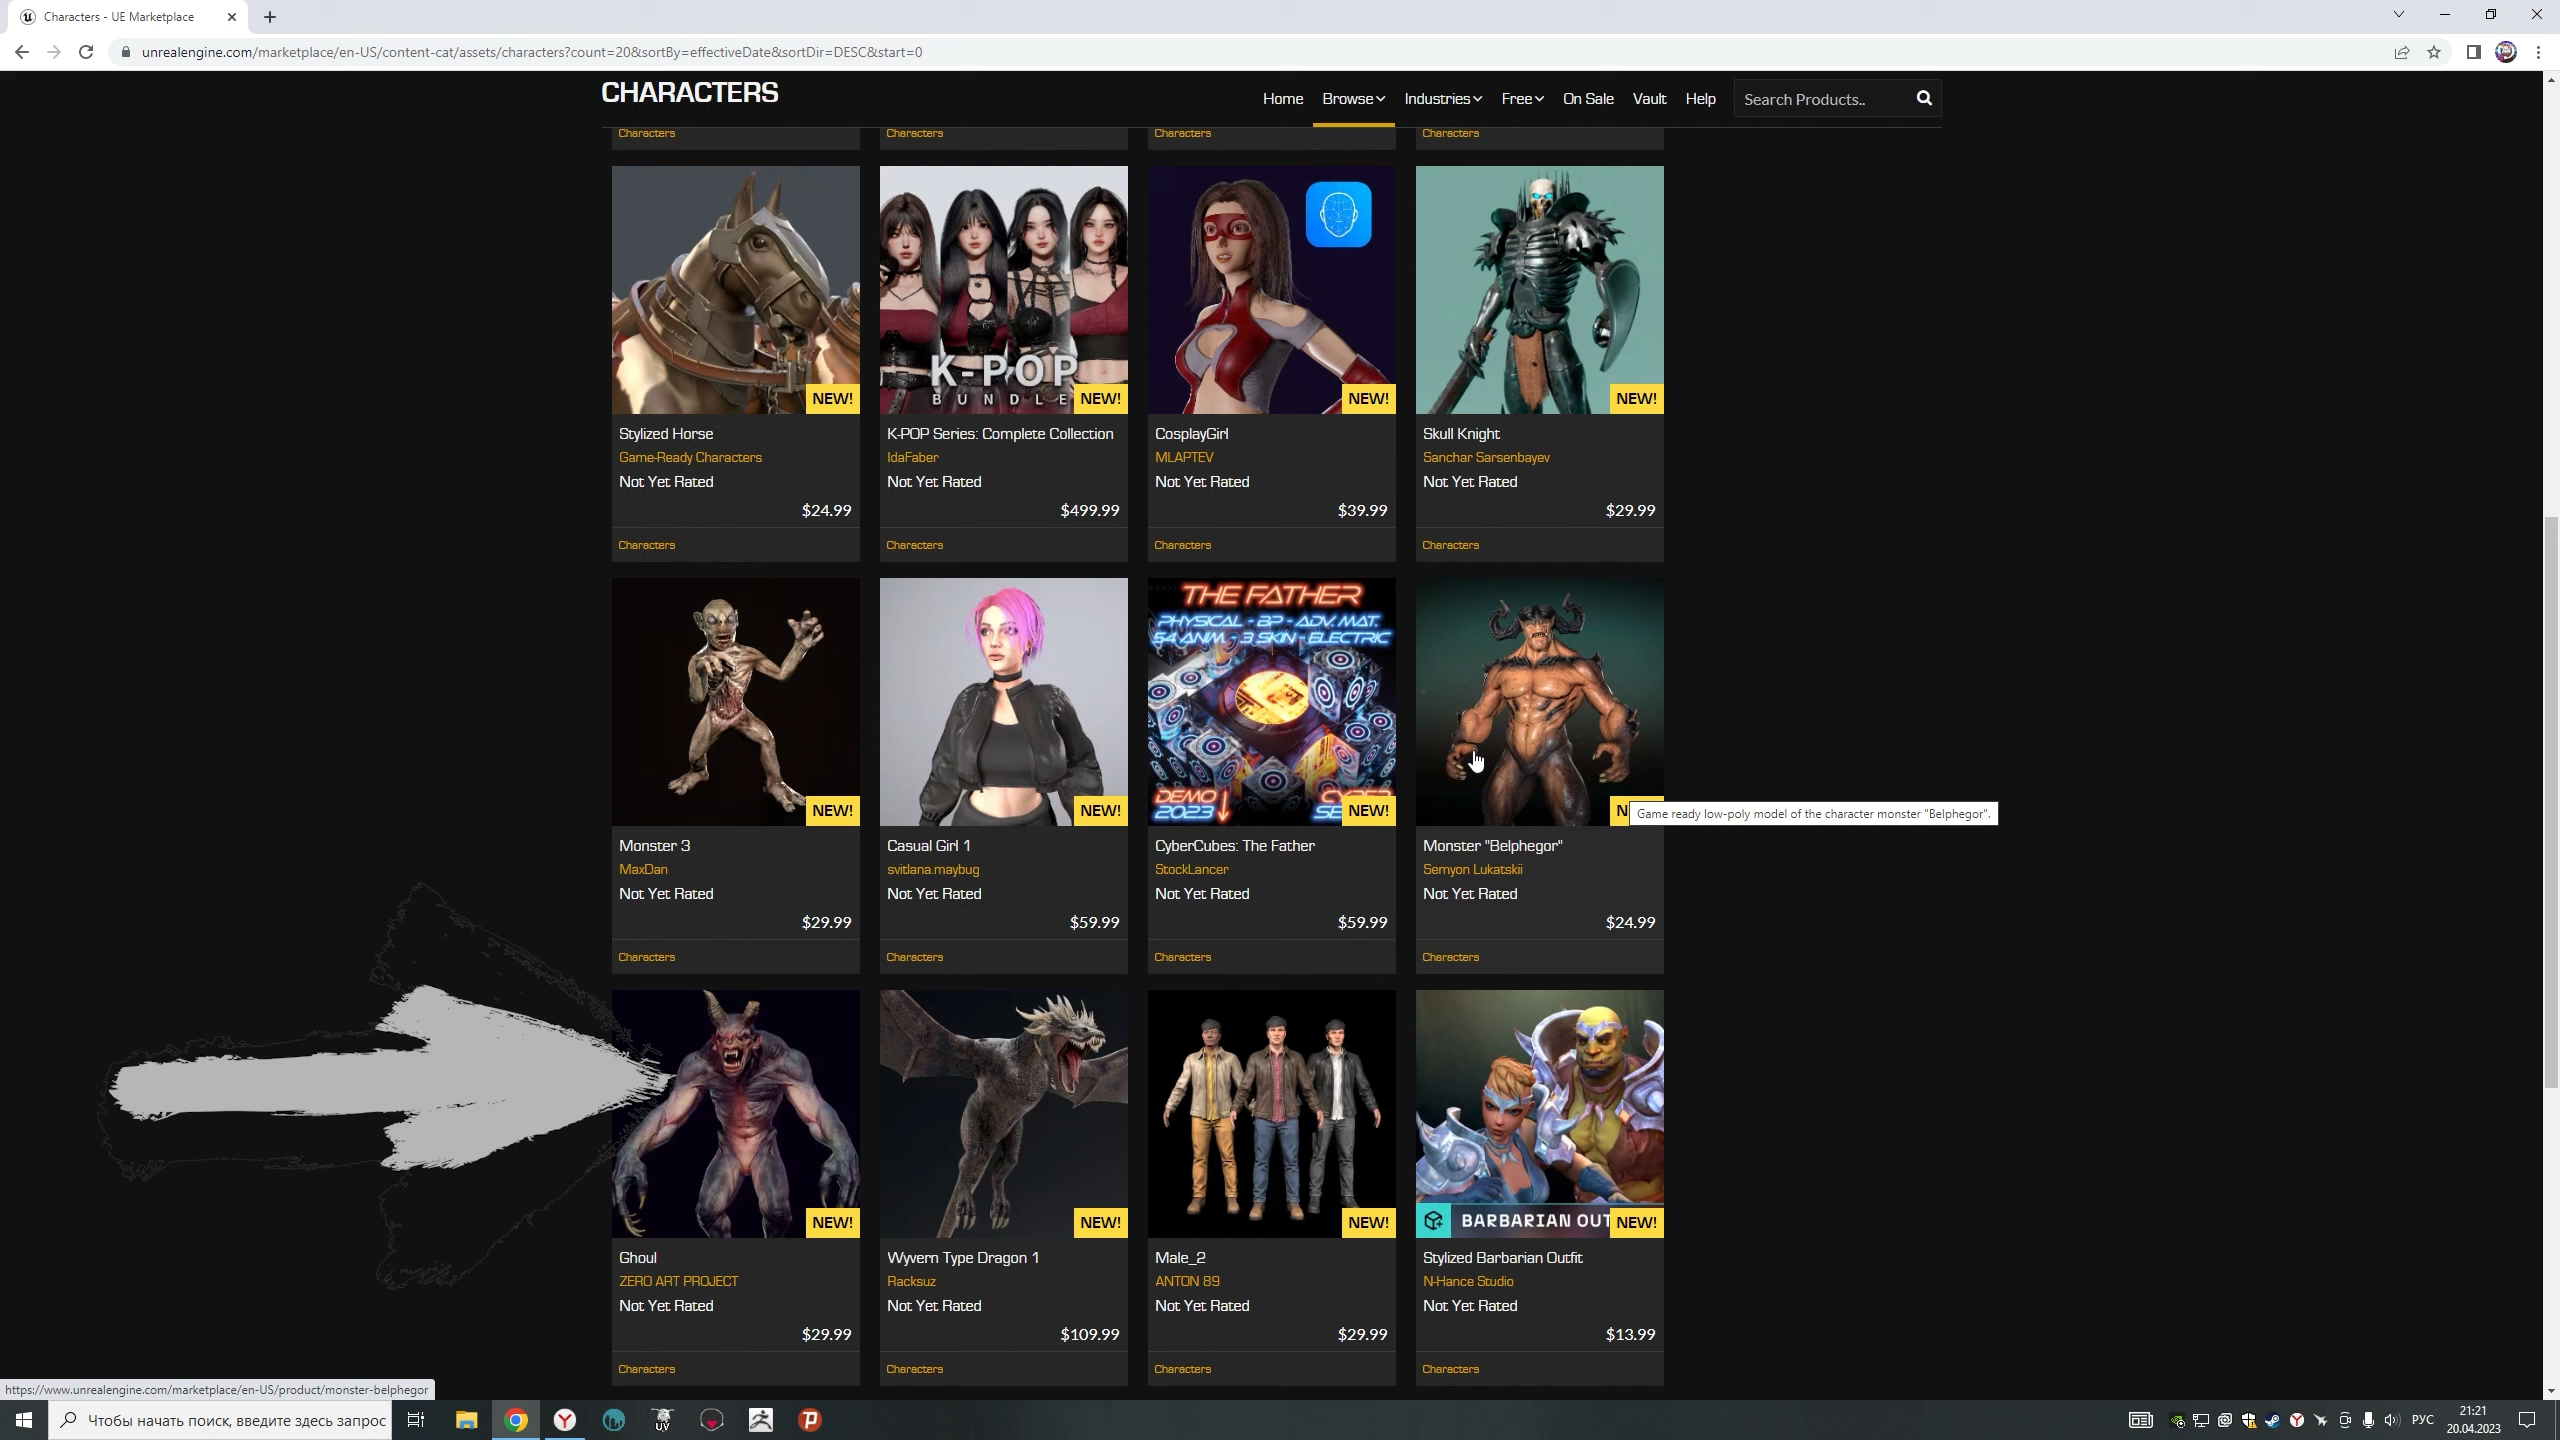 Characters - UE Marketplace
unrealengine.com/marketplace/en-US/content-cat/assets/characters?count=20&sortBy=effectiveDate&sortDir=DESC&start=0
CHARACTERS
Home Browse Industries Free On Sale Vault Help Search Products..
Characters Characters Characters Characters
K-POP
BUNDLE
NEW! NEW! NEW! NEW!
Stylized Horse K-POP Series: Complete Collection CosplayGirl Skull Knight
Game-Ready Characters IdaFaber MLAPTEV Sanchar Sarsenbayev
Not Yet Rated Not Yet Rated Not Yet Rated Not Yet Rated
$24.99 $499.99 $39.99 $29.99
Characters Characters Characters Characters
THE FATHER
PHYSICAL - BP - ADV. MAT.
54 ANIM - 3 SKIN - ELECTRIC
DEMO CYBER
2023 SE
NEW! NEW! NEW! N
Game ready low-poly model of the character monster "Belphegor".
Monster 3 Casual Girl 1 CyberCubes: The Father Monster "Belphegor"
MaxDan svitlana.maybug StockLancer Semyon Lukatskii
Not Yet Rated Not Yet Rated Not Yet Rated Not Yet Rated
$29.99 $59.99 $59.99 $24.99
Characters Characters Characters Characters
BARBARIAN OUT
NEW! NEW! NEW! NEW!
Ghoul Wyvern Type Dragon 1 Male_2 Stylized Barbarian Outfit
ZERO ART PROJECT Racksuz ANTON 89 N-Hance Studio
Not Yet Rated Not Yet Rated Not Yet Rated Not Yet Rated
$29.99 $109.99 $29.99 $13.99
Characters Characters Characters Characters
https://www.unrealengine.com/marketplace/en-US/product/monster-belphegor
Чтобы начать поиск, введите здесь запрос
UV
РУС
21:21
20.04.2023